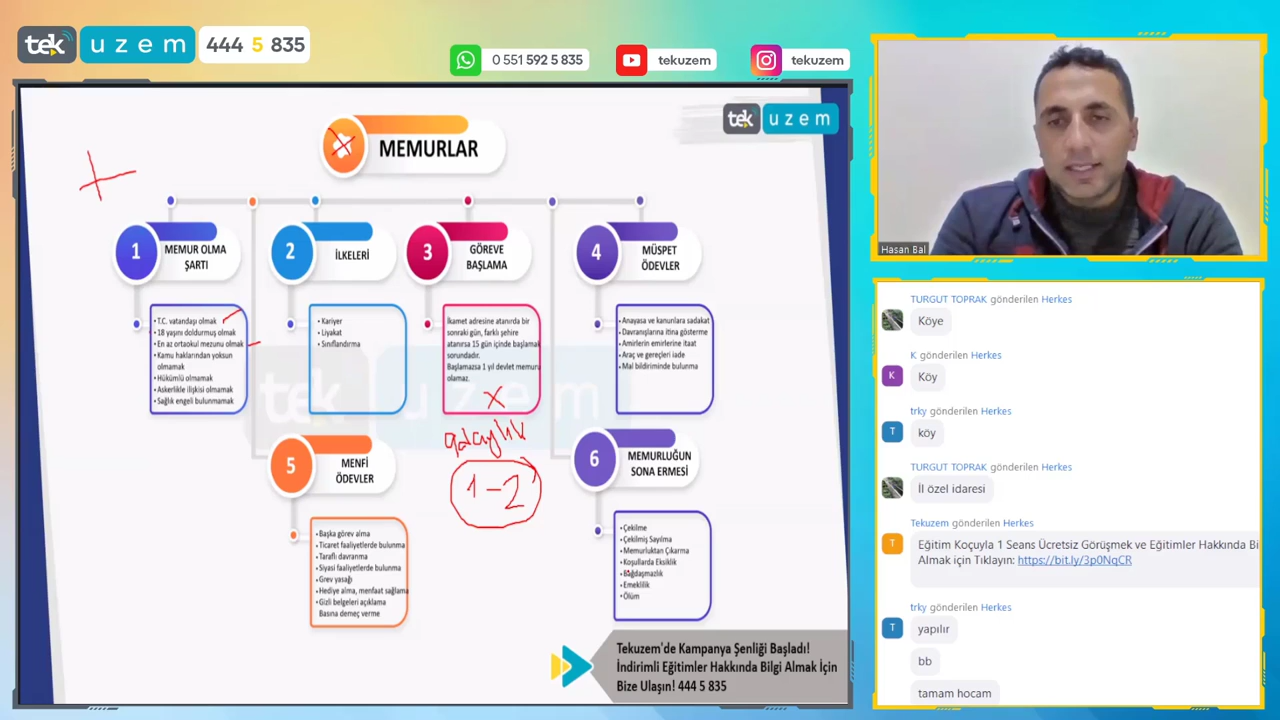 tek uzem 444 5 835
0 551 592 5 835
tekuzem
tekuzem
tek uzem
MEMURLAR
1
MEMUR OLMA
ŞARTI
• T.C. vatandaşı olmak
• 18 yaşını doldurmuş olmak
• En az ortaokul mezunu olmak
• Kamu haklarından yoksun
olmamak
• Hükümlü olmamak
• Askerlikle ilişkisi olmamak
• Sağlık engeli bulunmamak
2
İLKELERİ
• Kariyer
• Liyakat
• Sınıflandırma
3
GÖREVE
BAŞLAMA
İkamet adresine atanırda bir
sonraki gün, farklı şehire
atanırsa 15 gün içinde başlamak
sorundadır.
Başlamazsa 1 yıl devlet memuru
olamaz.
X
1-2
4
MÜSPET
ÖDEVLER
• Anayasa ve kanunlara sadakat
• Davranışlarına itina gösterme
• Amirlerin emirlerine itaat
• Araç ve gereçleri iade
• Mal bildiriminde bulunma
5
MENFİ
ÖDEVLER
• Başka görev alma
• Ticaret faaliyetlerde bulunma
• Taraflı davranma
• Siyasi faaliyetlerde bulunma
• Grev yasağı
• Hediye alma, menfaat sağlama
• Gizli belgeleri açıklama
Basına demeç verme
6
MEMURLUĞUN
SONA ERMESİ
• Çekilme
• Çekilmiş Sayılma
• Memurluktan Çıkarma
• Koşullarda Eksiklik
• Bağdaşmazlık
• Emeklilik
• Ölüm
tek uzem
Tekuzem'de Kampanya Şenliği Başladı!
İndirimli Eğitimler Hakkında Bilgi Almak İçin
Bize Ulaşın! 444 5 835
Hasan Bal
TURGUT TOPRAK gönderilen Herkes
Köye
K gönderilen Herkes
K
Köy
trky gönderilen Herkes
T
köy
TURGUT TOPRAK gönderilen Herkes
İl özel idaresi
Tekuzem gönderilen Herkes
T
Eğitim Koçuyla 1 Seans Ücretsiz Görüşmek ve Eğitimler Hakkında Bi
Almak için Tıklayın: https://bit.ly/3p0NqCR
trky gönderilen Herkes
T
yapılır
bb
tamam hocam